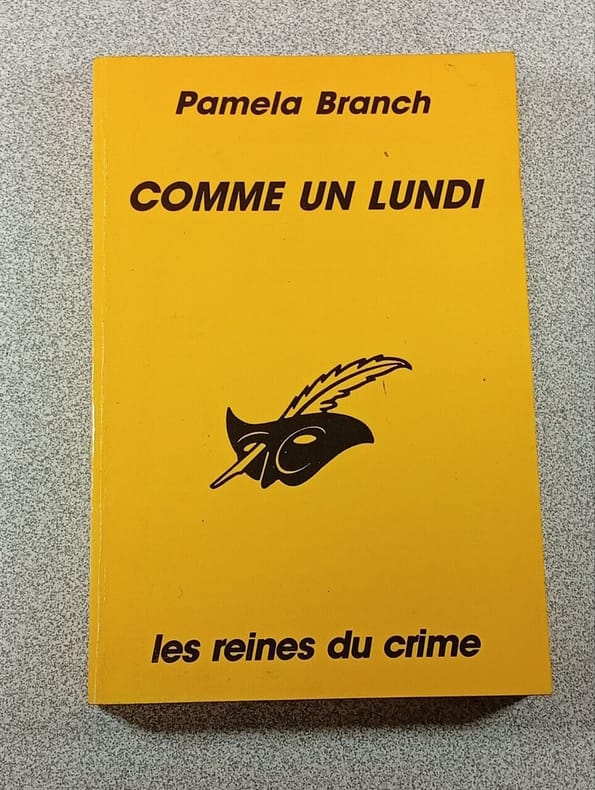 Pamela Branch
COMME UN LUNDI
les reines du crime